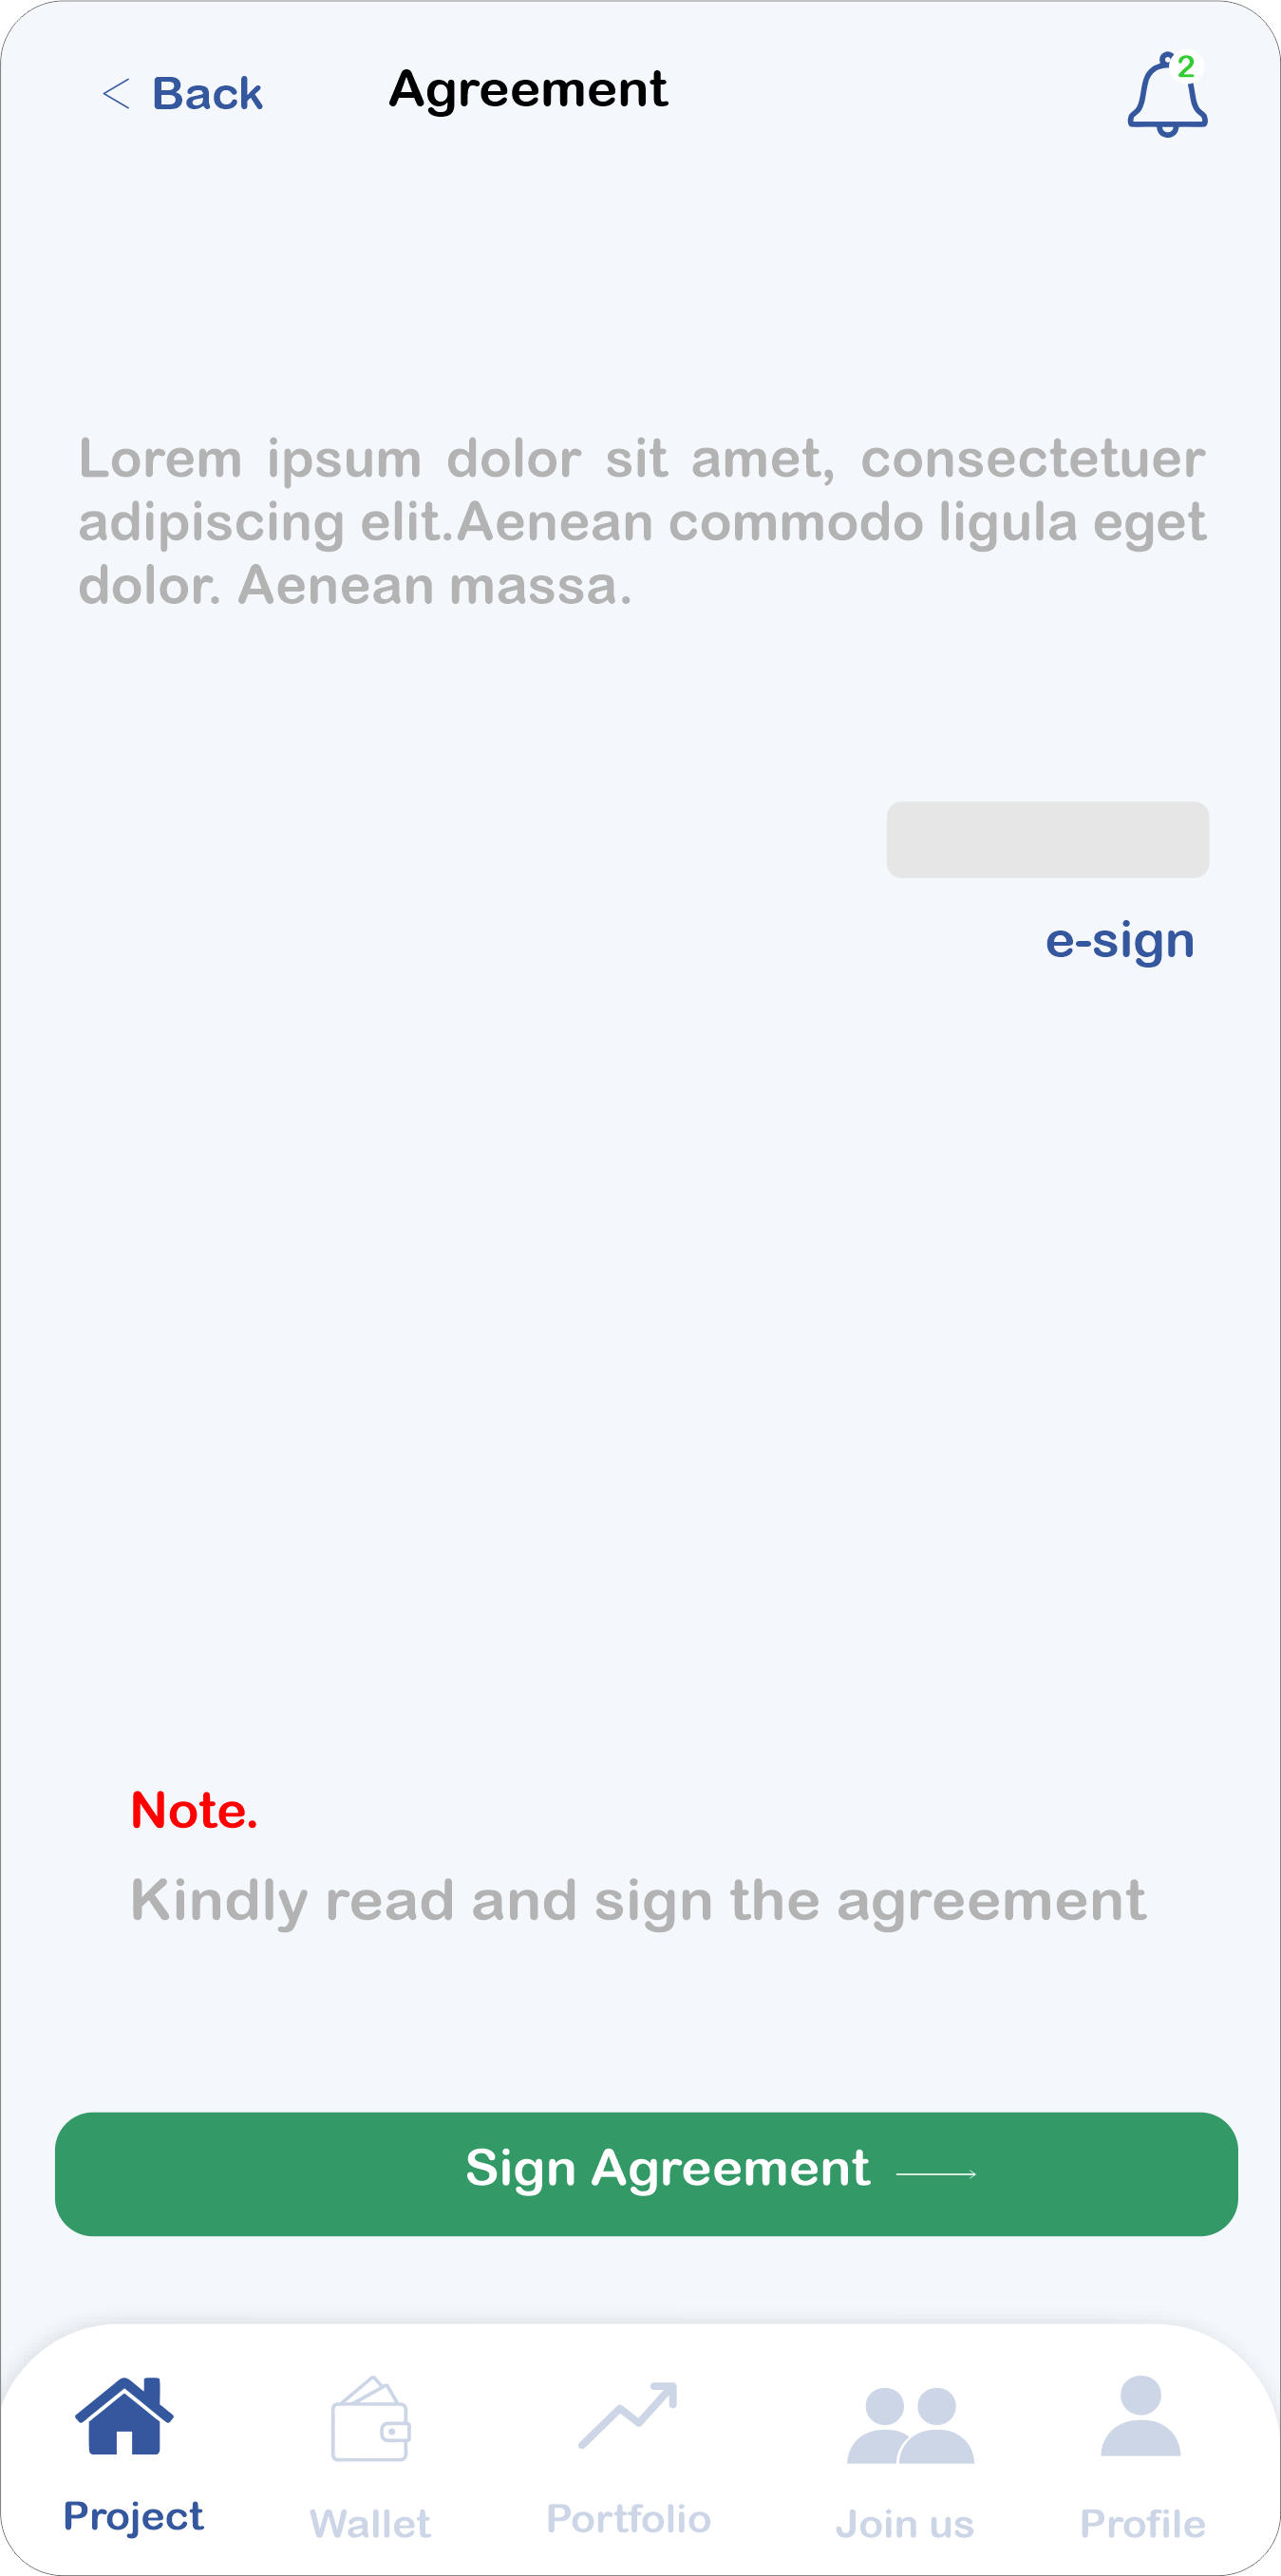 < Back
Agreement
2
Lorem ipsum dolor sit amet, consectetuer
adipiscing elit.Aenean commodo ligula eget
dolor. Aenean massa.
e-sign
Note.
Kindly read and sign the agreement
Sign Agreement
Project
Wallet
Portfolio
Join us
Profile